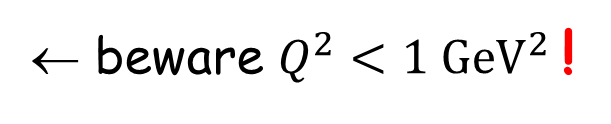 ← beware Q² < 1 GeV² !